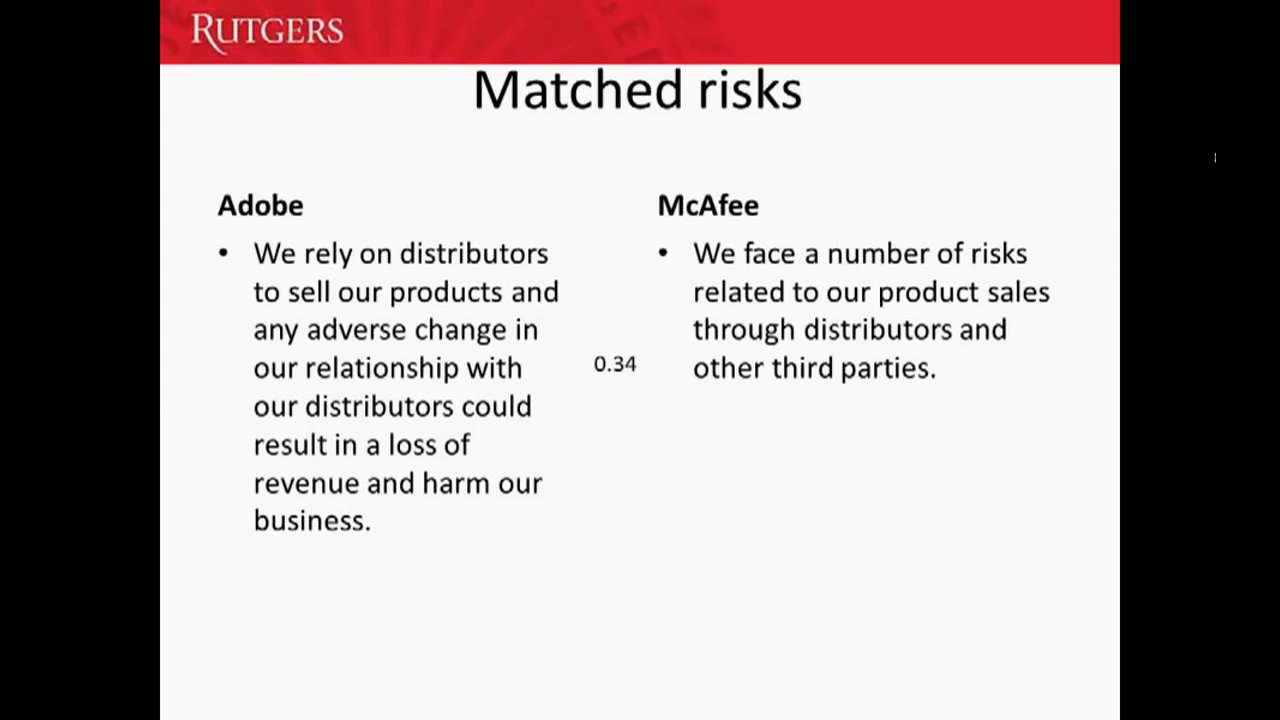 RUTGERS
Matched risks
Adobe
• We rely on distributors
to sell our products and
any adverse change in
our relationship with
our distributors could
result in a loss of
revenue and harm our
business.
0.34
McAfee
• We face a number of risks
related to our product sales
through distributors and
other third parties.